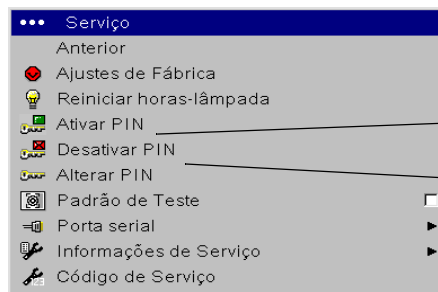 ••• Serviço
Anterior
Ajustes de Fábrica
Reiniciar horas-lâmpada
Ativar PIN
Desativar PIN
Alterar PIN
Padrão de Teste
Porta serial
Informações de Serviço
Código de Serviço